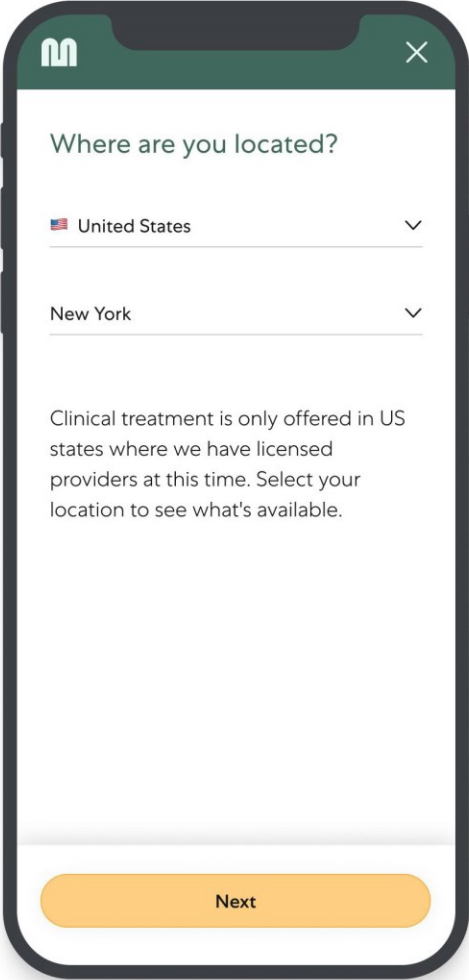 Where are you located?
United States
New York
Clinical treatment is only offered in US
states where we have licensed
providers at this time. Select your
location to see what's available.
Next